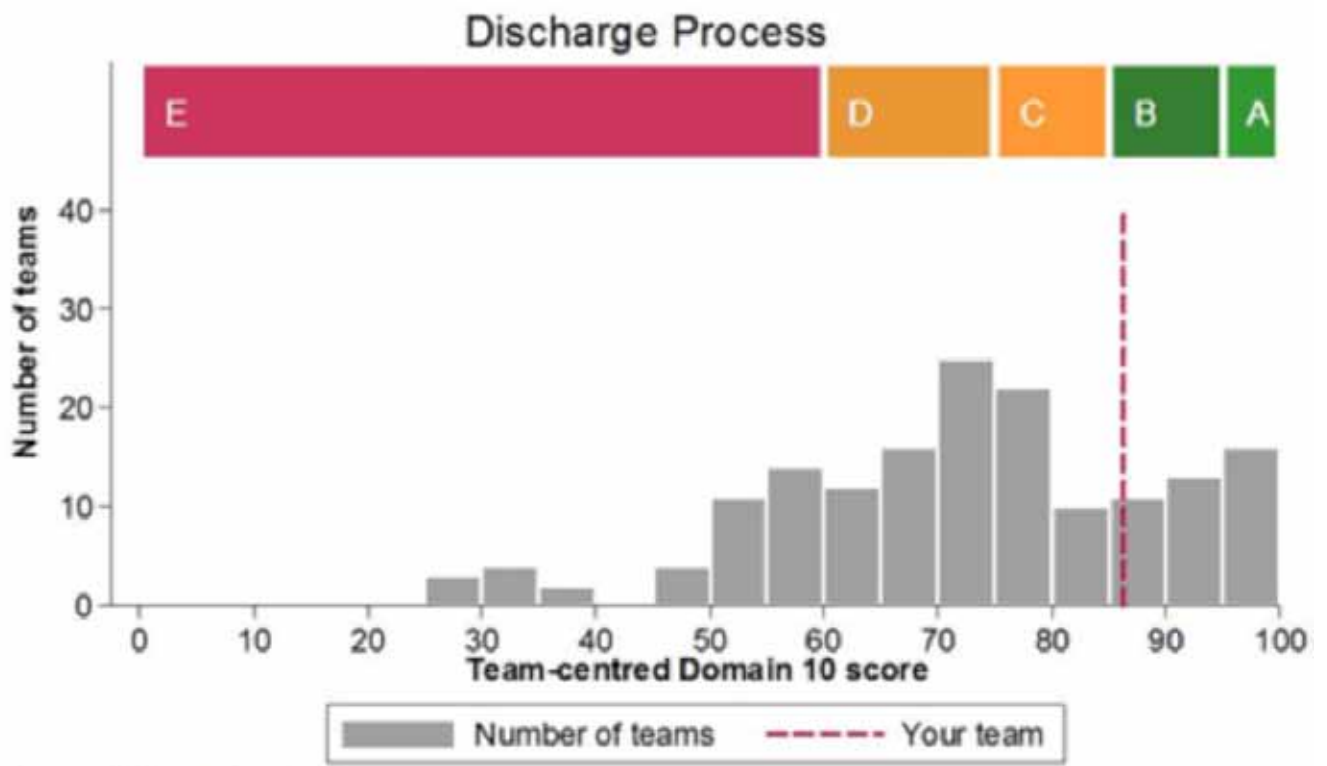 Discharge Process
E D C B A
Number of teams
40
30
20
10
0
0 10 20 30 40 50 60 70 80 90 100
Team-centred Domain 10 score
Number of teams Your team